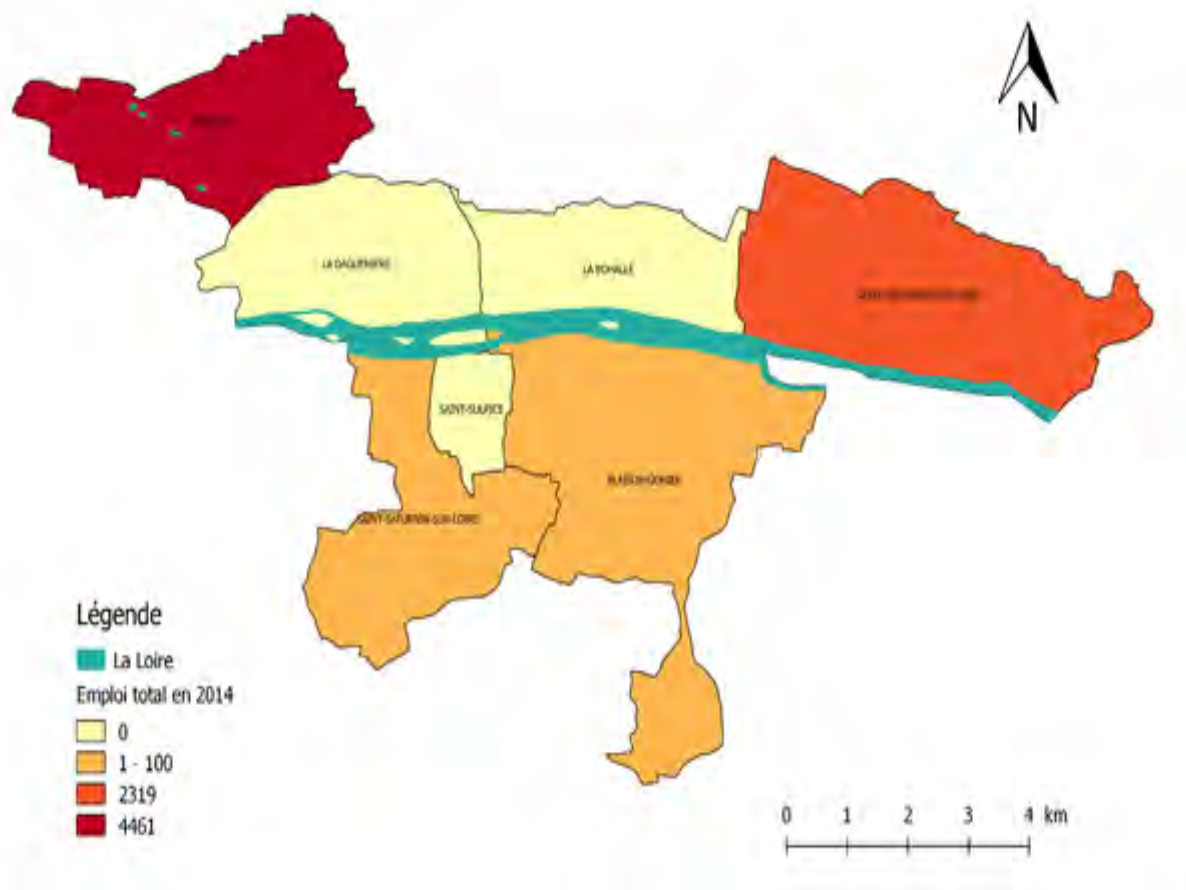 N
LA DAGUENIERE
LA BOHALLE
SAINT-SULPICE
BLAISON-GOHIER
SAINT-SATURNIN-SUR-LOIRE
Légende
La Loire
Emploi total en 2014
0
1 - 100
2319
4461
0 1 2 3 4 km